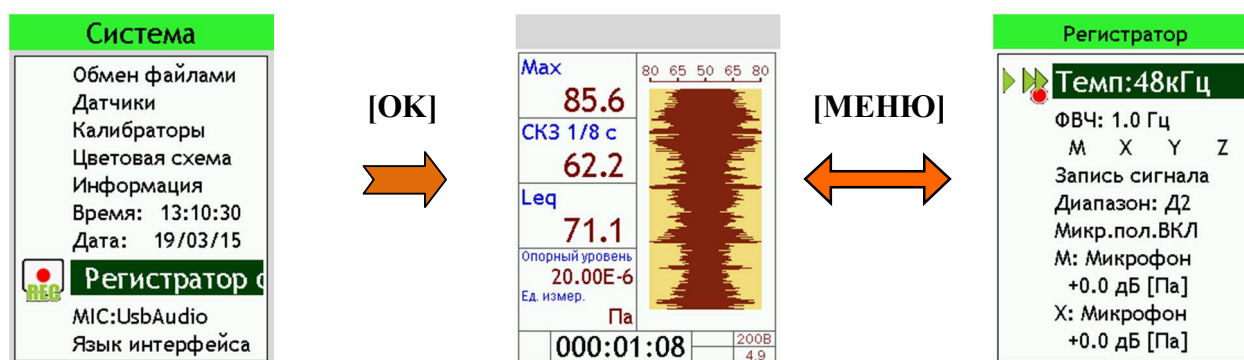 Система
Обмен файлами
Датчики
Калибраторы
Цветовая схема
Информация
Время: 13:10:30
Дата: 19/03/15
REC
Регистратор с
MIC:UsbAudio
Язык интерфейса
[OK]
Max
85.6
СКЗ 1/8 с
62.2
Leq
71.1
Опорный уровень
20.00E-6
Ед. измер.
Па
80 65 50 65 80
000:01:08
200В
4.9
[МЕНЮ]
Регистратор
Темп:48кГц
ФВЧ: 1.0 Гц
M X Y Z
Запись сигнала
Диапазон: Д2
Микр.пол.ВКЛ
М: Микрофон
+0.0 дБ [Па]
X: Микрофон
+0.0 дБ [Па]